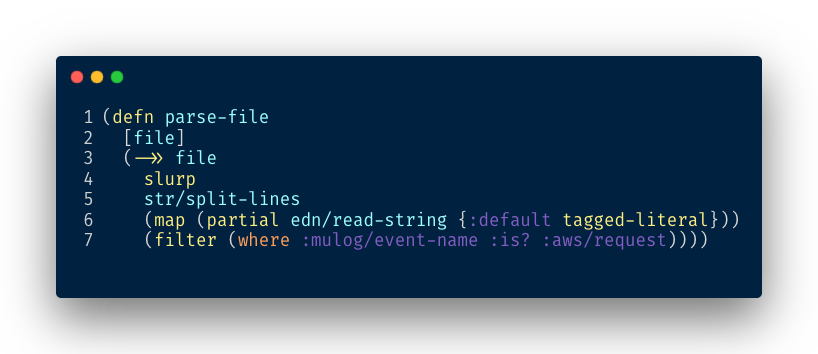 1 (defn parse-file
2   [file]
3   (->> file
4     slurp
5     str/split-lines
6     (map (partial edn/read-string {:default tagged-literal}))
7     (filter (where :mulog/event-name :is? :aws/request))))